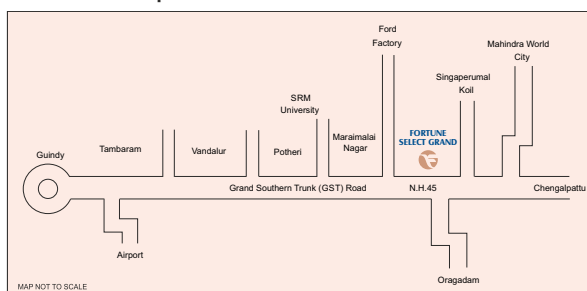 Ford
Factory
Mahindra World
City
Singaperumal
Koil
SRM
University
FORTUNE
SELECT GRAND
Maraimalai
Nagar
Guindy
Tambaram
Vandalur
Potheri
Grand Southern Trunk (GST) Road
N.H.45
Chengalpattu
Airport
Oragadam
MAP NOT TO SCALE